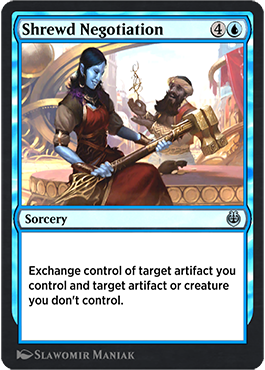 Shrewd Negotiation 4
Sorcery
Exchange control of target artifact you
control and target artifact or creature
you don't control.
SLAWOMIR MANIAK